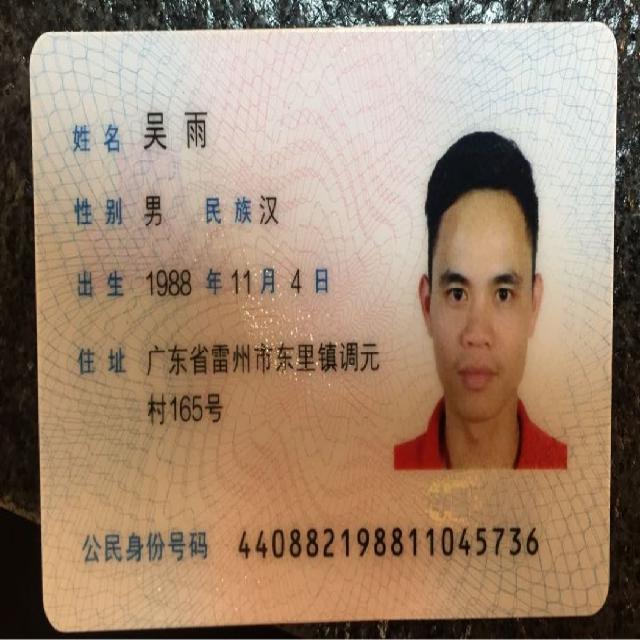 姓名 吴雨
性别 男 民族 汉
出生 1988 年 11 月 4 日
住址 广东省雷州市东里镇调元
村165号
公民身份号码 440882198811045736